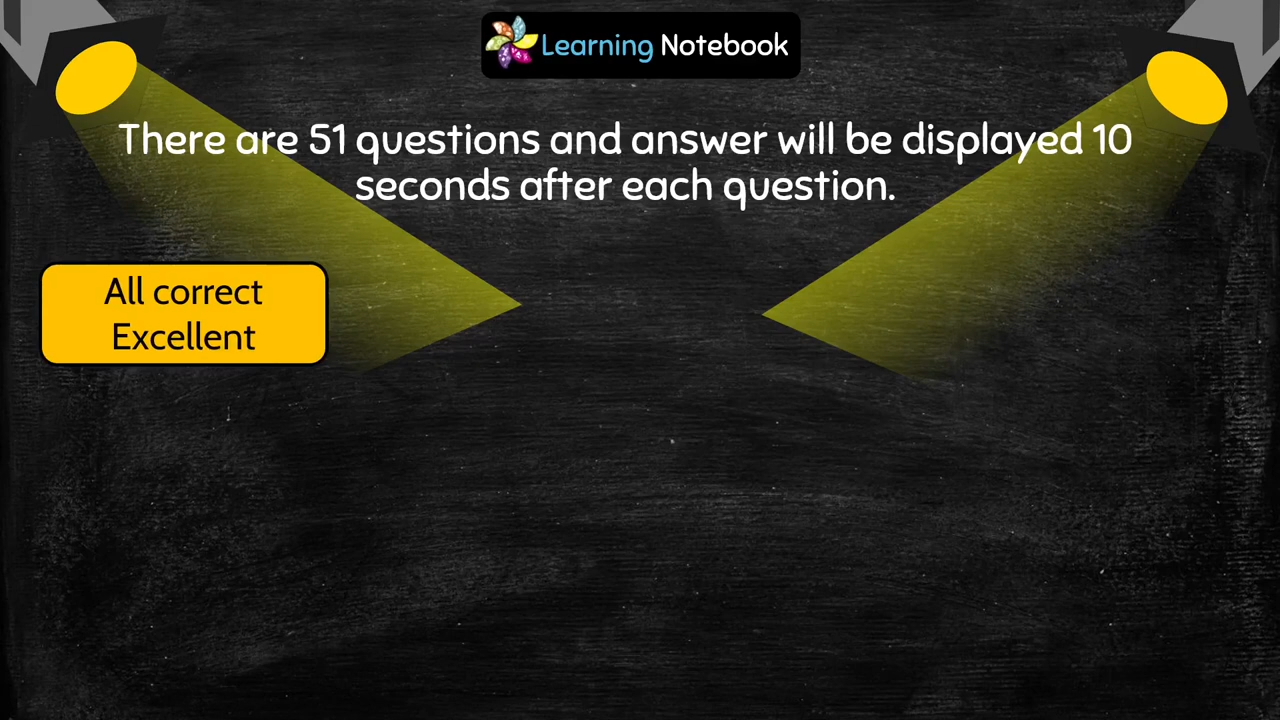 Learning Notebook
There are 51 questions and answer will be displayed 10
seconds after each question.
All correct
Excellent